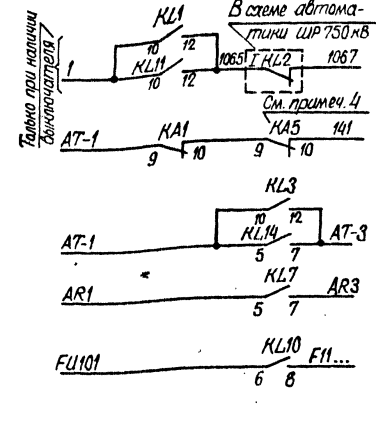 Только при наличии
выключателя
В схеме автома-
тики ШР 750 кВ
KL1
10 12
1
KL11
10 12
1065
I KL2
1067
См. примеч. 4
AT-1
KA1
9 10
KA5
9 10
141
KL3
10 12
AT-1
KL14
5 7
AT-3
AR1
KL7
5 7
AR3
FU101
KL10
6 8
F11...